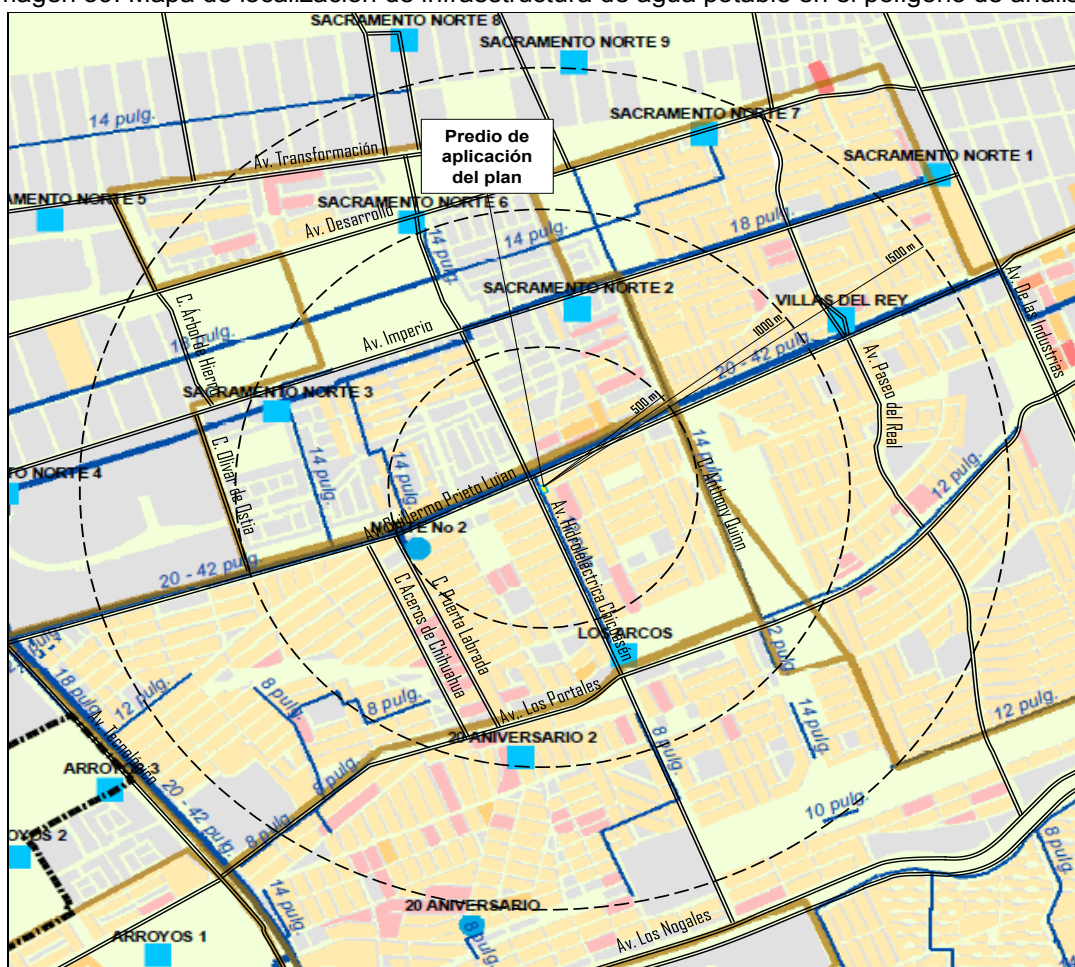 Mapa de localización de infraestructura de agua potable en el polígono de
SACRAMENTO NORTE 8
SACRAMENTO NORTE 9
14 pulg.
SACRAMENTO NORTE 7
Predio de
aplicación
del plan
Av. Transformación
SACRAMENTO NORTE 1
AMENTO NORTE 5
SACRAMENTO NORTE 6
Av. Desarrollo
14 pulg.
14 pulg.
18 pulg.
1500 m
SACRAMENTO NORTE 2
VILLAS DEL REY
Av. De las Industrias
C. Árbol de Hierro
18 pulg.
Av. Imperio
1000 m
20 - 42 pulg.
Av. Paseo del Real
SACRAMENTO NORTE 3
500 m
TO NORTE 4
C. Olivar de Ostia
14 pulg.
14 pulg.
Av. Guillermo Prieto Lujan
14 pulg.
C. Anthony Quinn
12 pulg.
NORTE No 2
Av. Hidroeléctrica Chicoasén
20 - 42 pulg.
C. Aceros de Chihuahua
C. Puerta Labrada
LOS ARCOS
12 pulg.
18 pulg.
12 pulg.
8 pulg.
8 pulg.
Av.. Los Portales
14 pulg.
12 pulg.
Av. Tecnológico
20 ANIVERSARIO 2
8 pulg.
8 pulg.
ARROYOS 3
20 - 42 pulg.
10 pulg.
OYOS 2
8 pulg.
8 pulg.
14 pulg.
20 ANIVERSARIO
8 pulg.
Av. Los Nogales
ARROYOS 1